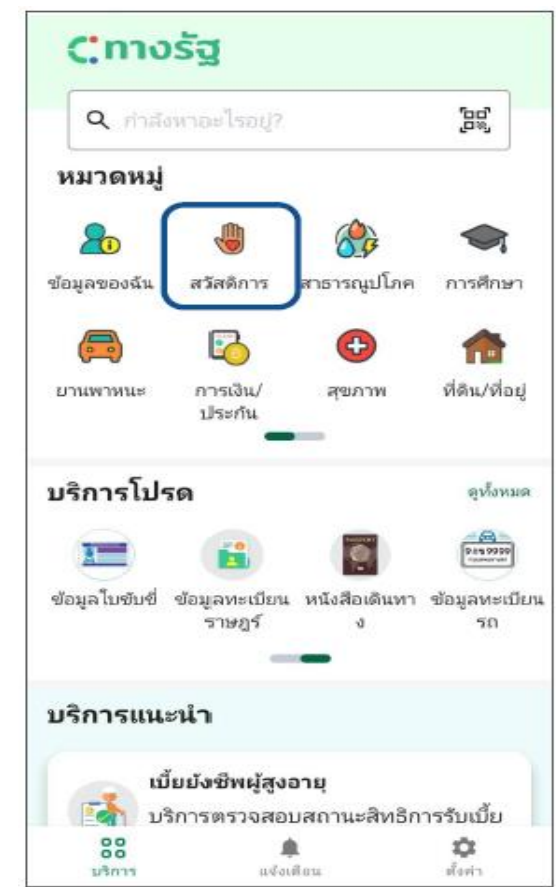 ทางรัฐ
กำลังหาอะไรอยู่?
หมวดหมู่
ข้อมูลของฉัน สวัสดิการ สาธารณูปโภค การศึกษา
ยานพาหนะ การเงิน/ สุขภาพ ที่ดิน/ที่อยู่
ประกัน
บริการโปรด ดูทั้งหมด
ข้อมูลใบขับขี่ ข้อมูลทะเบียน หนังสือเดินทา ข้อมูลทะเบียน
ราษฎร์ ง รถ
บริการแนะนำ
เบี้ยยังชีพผู้สูงอายุ
บริการตรวจสอบสถานะสิทธิการรับเบี้ย
บริการ แจ้งเตือน ตั้งค่า